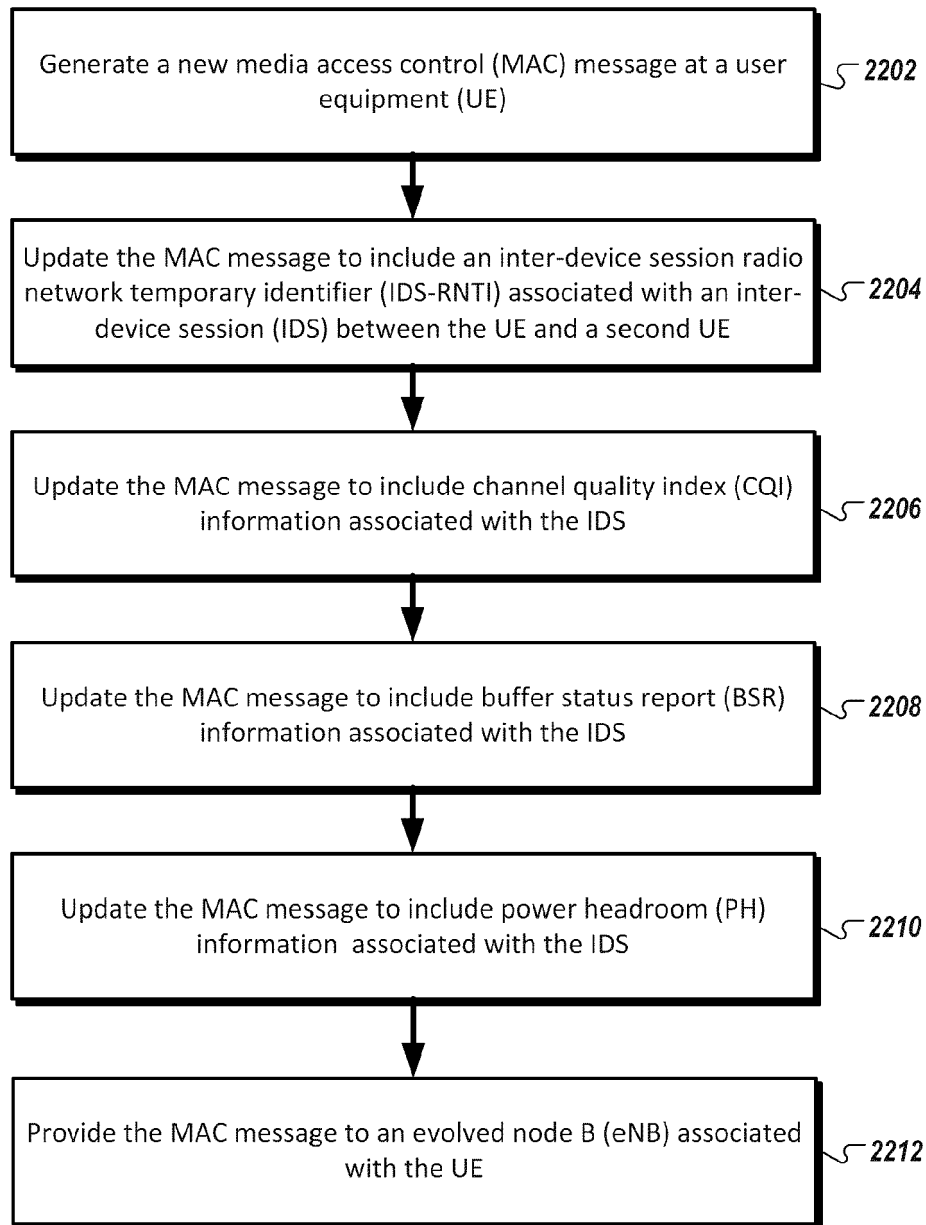 Generate a new media access control (MAC) message at a user
equipment (UE)
2202
Update the MAC message to include an inter-device session radio
network temporary identifier (IDS-RNTI) associated with an inter-
device session (IDS) between the UE and a second UE
2204
Update the MAC message to include channel quality index (CQI)
information associated with the IDS
2206
Update the MAC message to include buffer status report (BSR)
information associated with the IDS
2208
Update the MAC message to include power headroom (PH)
information associated with the IDS
2210
Provide the MAC message to an evolved node B (eNB) associated
with the UE
2212